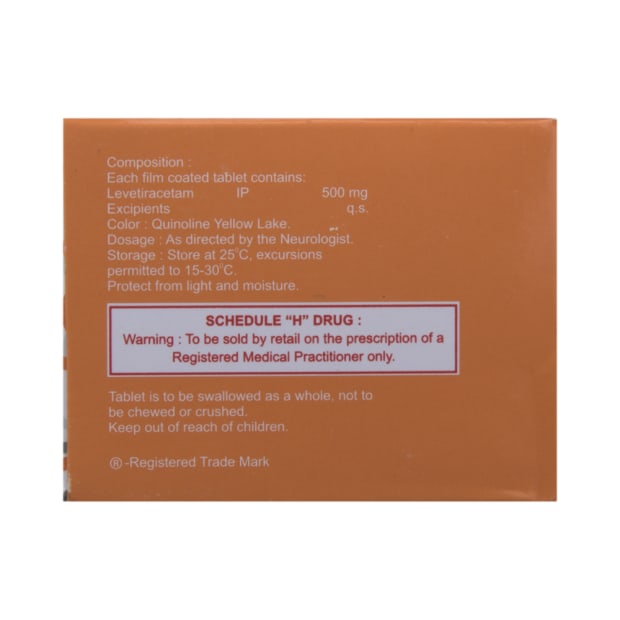 Composition :
Each film coated tablet contains:
Levetiracetam IP 500 mg
Excipients q.s.
Color : Quinoline Yellow Lake.
Dosage : As directed by the Neurologist.
Storage : Store at 25°C, excursions
permitted to 15-30°C.
Protect from light and moisture.
SCHEDULE “H” DRUG :
Warning : To be sold by retail on the prescription of a
Registered Medical Practitioner only.
Tablet is to be swallowed as a whole, not to
be chewed or crushed.
Keep out of reach of children.
®-Registered Trade Mark